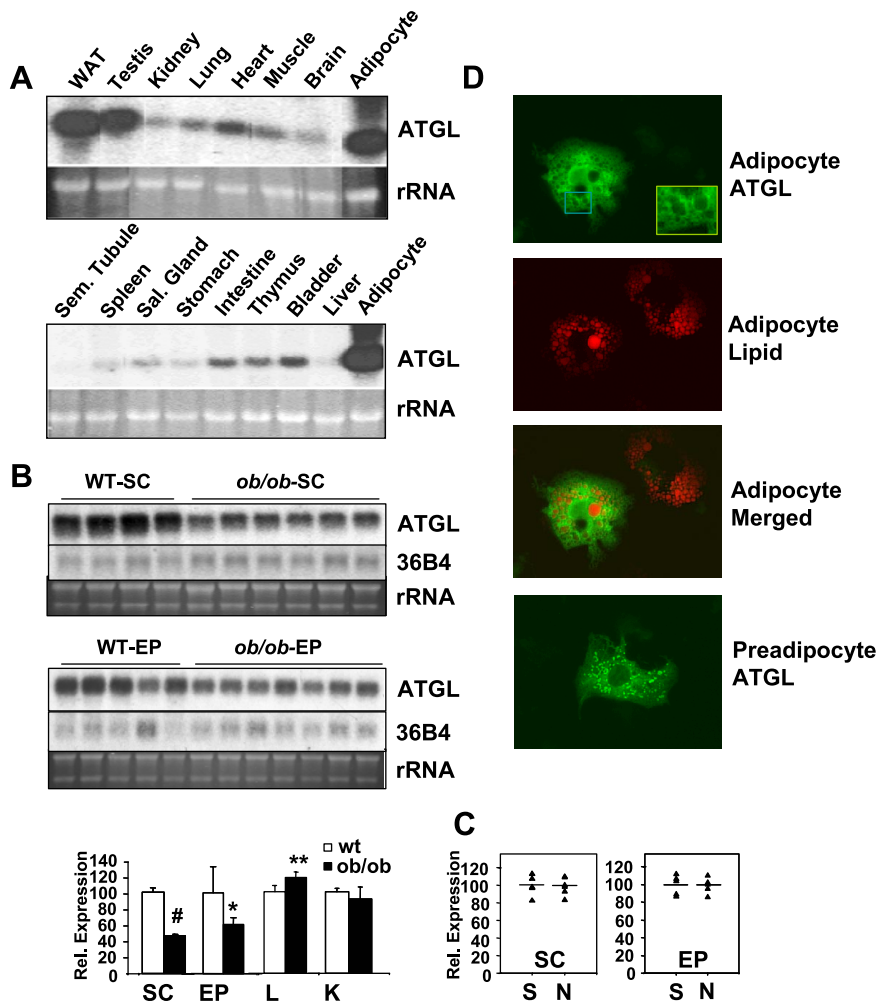 A
WAT Testis Kidney Lung Heart Muscle Brain Adipocyte
ATGL
rRNA
Sem. Tubule Spleen Sal. Gland Stomach Intestine Thymus Bladder Liver Adipocyte
ATGL
rRNA
B
WT-SC ob/ob-SC
ATGL
36B4
rRNA
WT-EP ob/ob-EP
ATGL
36B4
rRNA
Rel. Expression
140
120
100
80
60
40
20
0
wt
ob/ob
# * **
SC EP L K
C
120
100
80
60
40
20
0
SC
S N
120
100
80
60
40
20
0
EP
S N
D
Adipocyte
ATGL
Adipocyte
Lipid
Adipocyte
Merged
Preadipocyte
ATGL